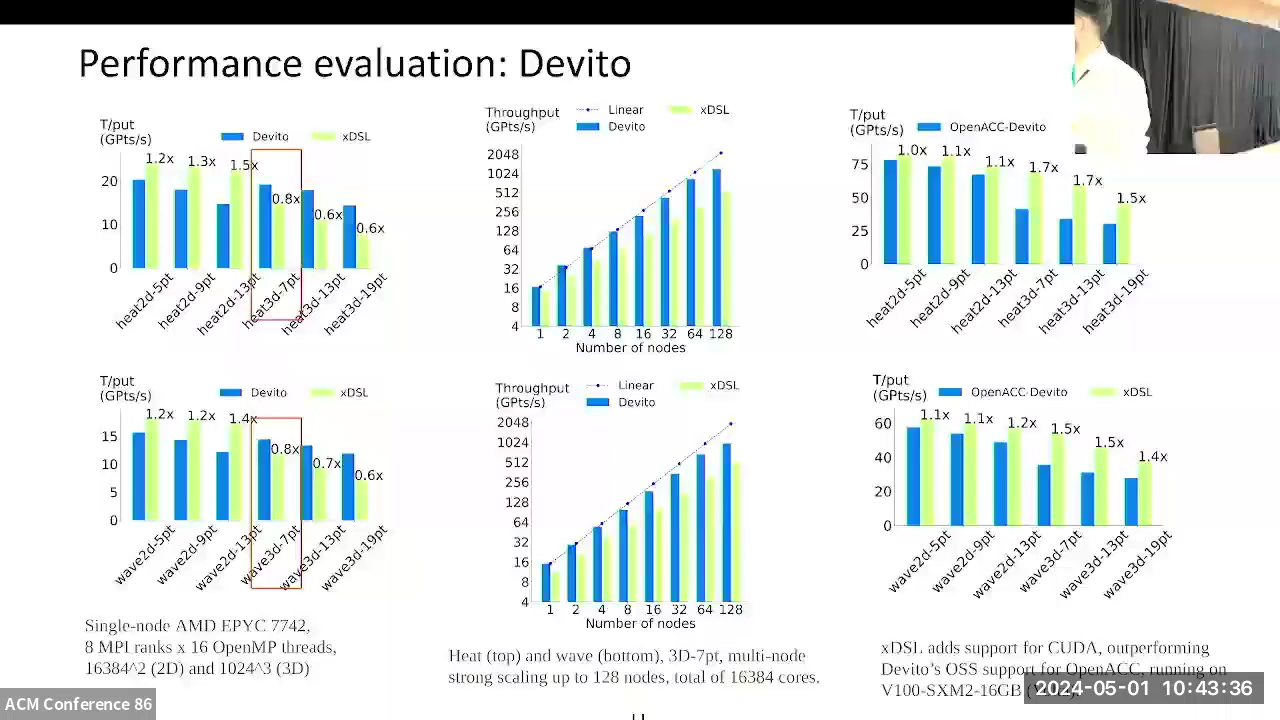 Performance evaluation: Devito
T/put
(GPts/s)
Devito
xDSL
20
10
0
1.2x
1.3x
1.5x
0.8x
0.6x
0.6x
heat2d-5pt
heat2d-9pt
heat2d-13pt
heat3d-7pt
heat3d-13pt
heat3d-19pt
Throughput
(GPts/s)
Linear
xDSL
Devito
2048
1024
512
256
128
64
32
16
8
4
1 2 4 8 16 32 64 128
Number of nodes
T/put
(GPts/s)
OpenACC-Devito
75
50
25
0
1.0x
1.1x
1.1x
1.7x
1.7x
1.5x
heat2d-5pt
heat2d-9pt
heat2d-13pt
heat3d-7pt
heat3d-13pt
heat3d-19pt
T/put
(GPts/s)
Devito
xDSL
15
10
5
0
1.2x
1.2x
1.4x
0.8x
0.7x
0.6x
wave2d-5pt
wave2d-9pt
wave2d-13pt
wave3d-7pt
wave3d-13pt
wave3d-19pt
Throughput
(GPts/s)
Linear
xDSL
Devito
2048
1024
512
256
128
64
32
16
8
4
1 2 4 8 16 32 64 128
Number of nodes
T/put
(GPts/s)
OpenACC-Devito
xDSL
60
40
20
0
1.1x
1.1x
1.2x
1.5x
1.5x
1.4x
wave2d-5pt
wave2d-9pt
wave2d-13pt
wave3d-7pt
wave3d-13pt
wave3d-19pt
Single-node AMD EPYC 7742,
8 MPI ranks x 16 OpenMP threads,
16384^2 (2D) and 1024^3 (3D)
Heat (top) and wave (bottom), 3D-7pt, multi-node
strong scaling up to 128 nodes, total of 16384 cores.
xDSL adds support for CUDA, outperforming
Devito's OSS support for OpenACC, running on
V100-SXM2-16GB
2024-05-01 10:43:36
ACM Conference 86